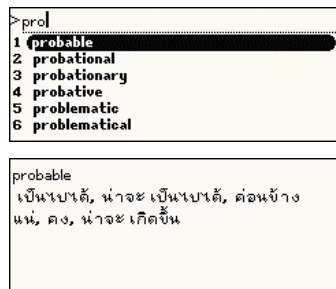 >pro
1 probable
2 probational
3 probationary
4 probative
5 problematic
6 problematical
probable
เป็นไปได้, น่าจะเป็นไปได้, ค่อนข้าง
แน่, คง, น่าจะเกิดขึ้น